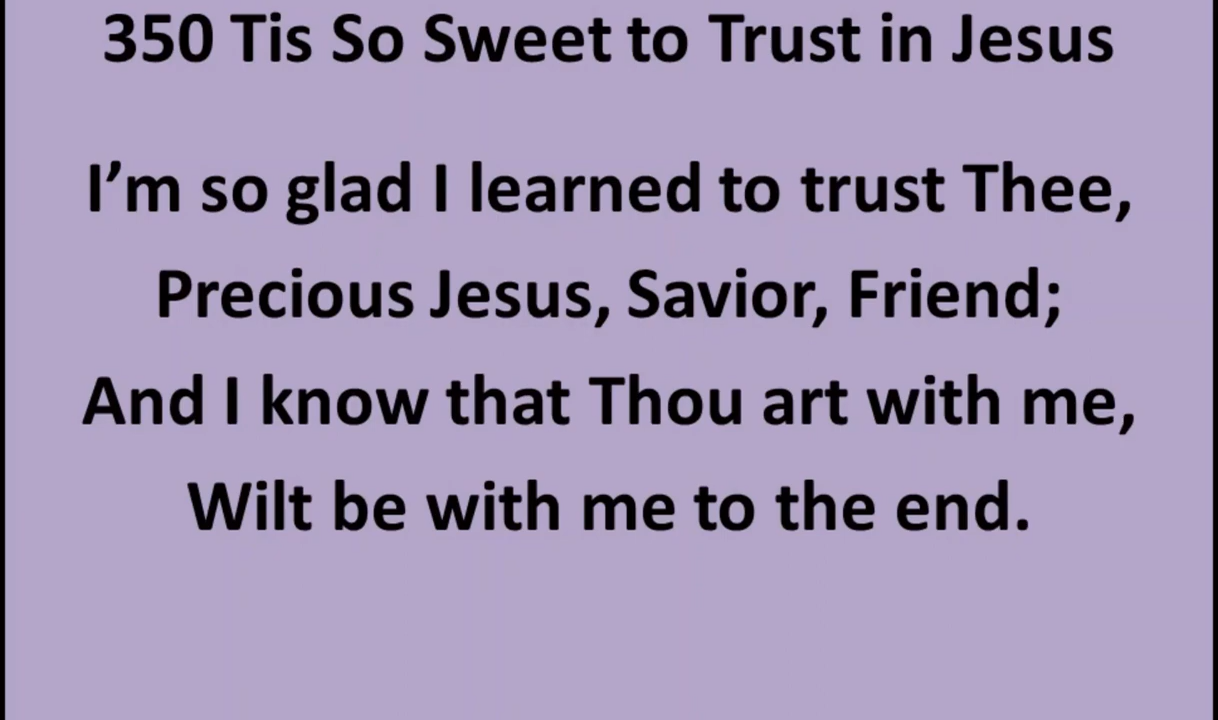 350 Tis So Sweet to Trust in Jesus
I’m so glad I learned to trust Thee,
Precious Jesus, Savior, Friend;
And I know that Thou art with me,
Wilt be with me to the end.